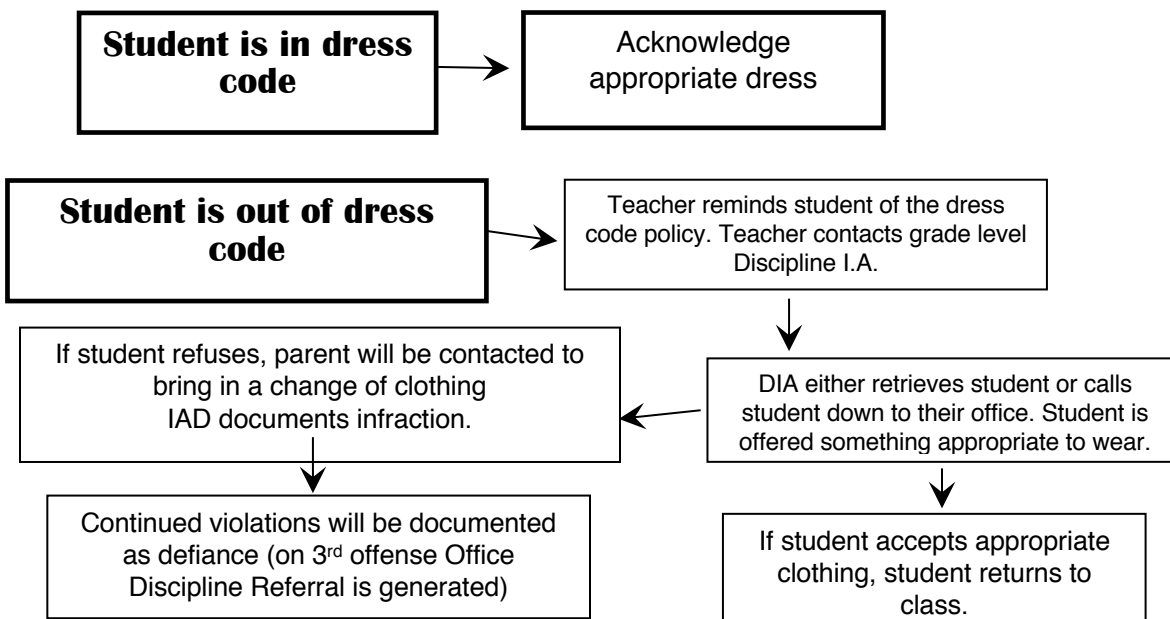 Student is in dress
code
Acknowledge
appropriate dress
Student is out of dress
code
Teacher reminds student of the dress
code policy. Teacher contacts grade level
Discipline I.A.
If student refuses, parent will be contacted to
bring in a change of clothing
IAD documents infraction.
DIA either retrieves student or calls
student down to their office. Student is
offered something appropriate to wear.
Continued violations will be documented
as defiance (on 3rd offense Office
Discipline Referral is generated)
If student accepts appropriate
clothing, student returns to
class.